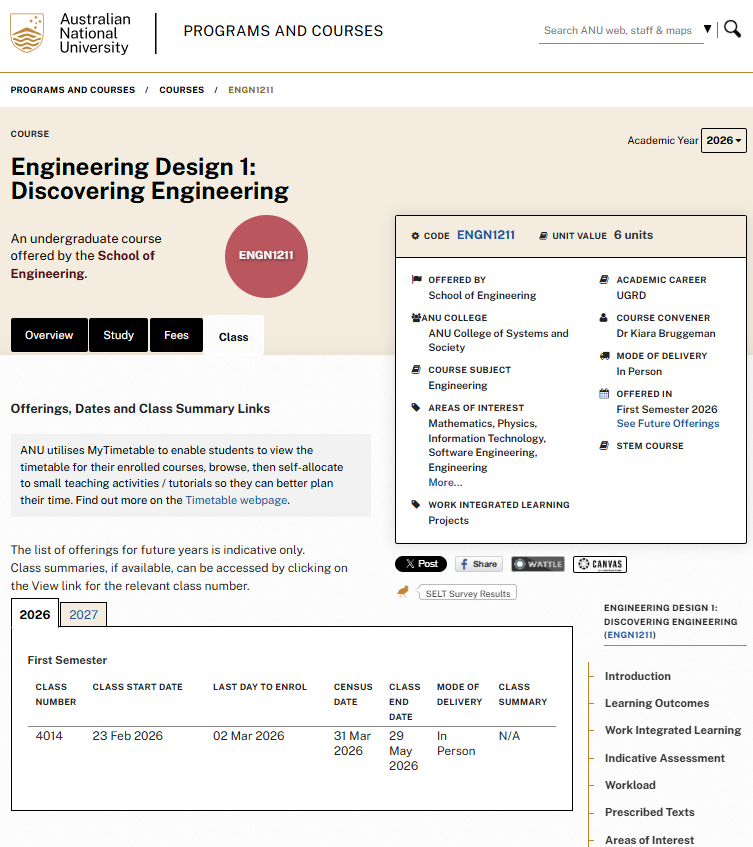 Australian
National
University
PROGRAMS AND COURSES
Search ANU web, staff & maps
PROGRAMS AND COURSES / COURSES / ENGN1211
COURSE
Academic Year 2026
Engineering Design 1:
Discovering Engineering
An undergraduate course
offered by the School of
Engineering.
ENGN1211
Overview
Study
Fees
Class
CODE ENGN1211 UNIT VALUE 6 units
OFFERED BY
School of Engineering
ANU COLLEGE
ANU College of Systems and
Society
COURSE SUBJECT
Engineering
AREAS OF INTEREST
Mathematics, Physics,
Information Technology,
Software Engineering,
Engineering
More...
WORK INTEGRATED LEARNING
Projects
ACADEMIC CAREER
UGRD
COURSE CONVENER
Dr Kiara Bruggeman
MODE OF DELIVERY
In Person
OFFERED IN
First Semester 2026
See Future Offerings
STEM COURSE
Offerings, Dates and Class Summary Links
ANU utilises MyTimetable to enable students to view the
timetable for their enrolled courses, browse, then self-allocate
to small teaching activities / tutorials so they can better plan
their time. Find out more on the Timetable webpage.
The list of offerings for future years is indicative only.
Class summaries, if available, can be accessed by clicking on
the View link for the relevant class number.
X Post
Share
WATTLE
CANVAS
SELT Survey Results
2026
2027
First Semester
CLASS
NUMBER
CLASS START DATE
LAST DAY TO ENROL
CENSUS
DATE
CLASS
END
DATE
MODE OF
DELIVERY
CLASS
SUMMARY
4014
23 Feb 2026
02 Mar 2026
31 Mar
2026
29
May
2026
In
Person
N/A
ENGINEERING DESIGN 1:
DISCOVERING ENGINEERING
(ENGN1211)
Introduction
Learning Outcomes
Work Integrated Learning
Indicative Assessment
Workload
Prescribed Texts
Areas of Interest